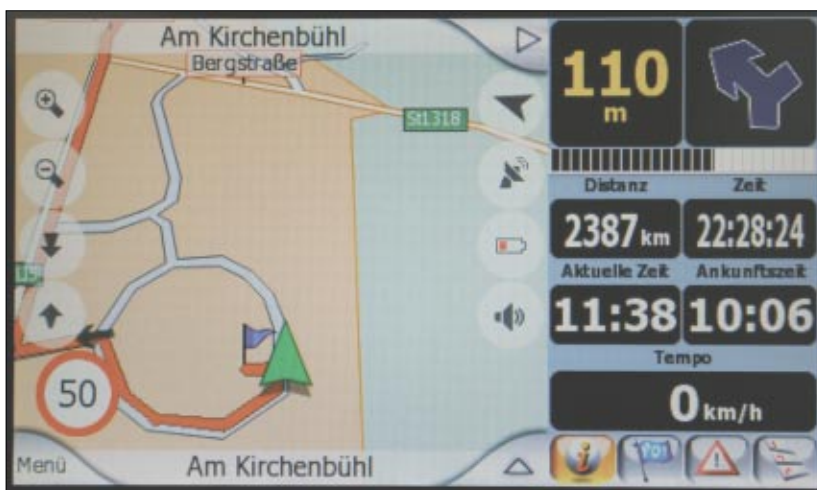 Am Kirchenbühl
Bergstraße
St1318
50
Menü
Am Kirchenbühl
110
m
Distanz
Zeit
2387 km
22:28:24
Aktuelle Zeit
Ankunftszeit
11:38
10:06
Tempo
0 km/h
i
POI